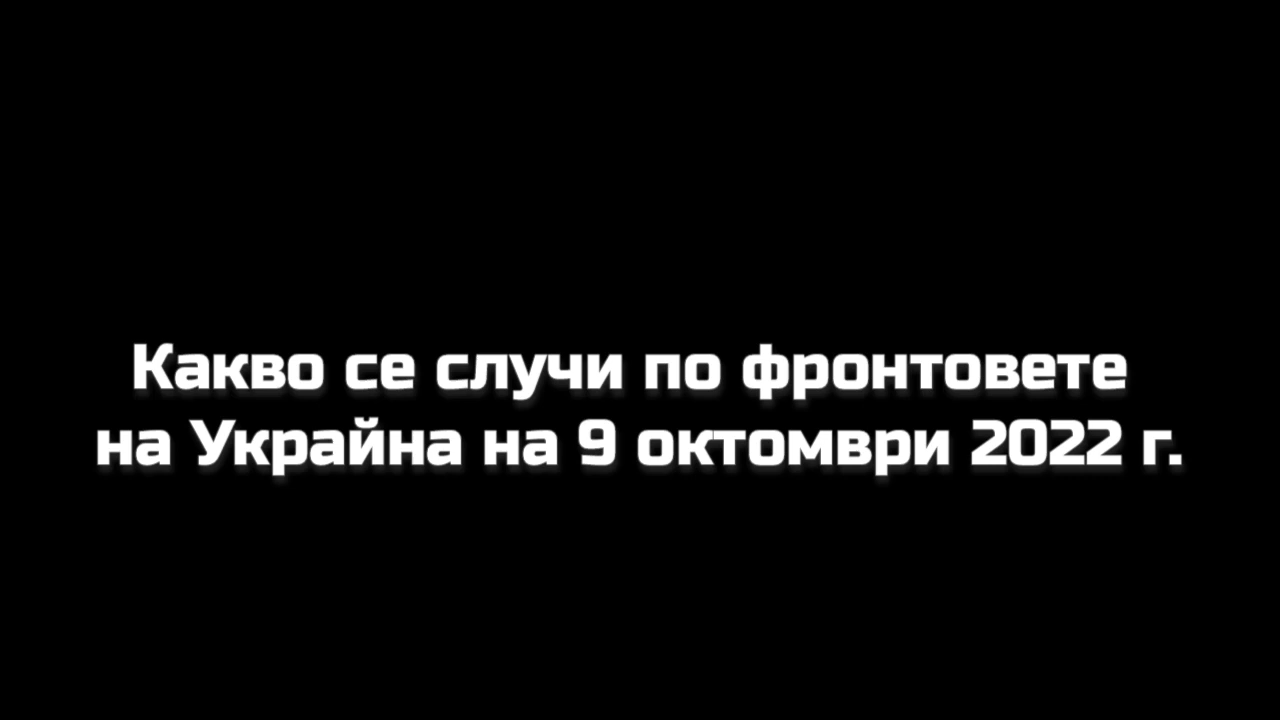 Какво се случи по фронтовете
на Украйна на 9 октомври 2022 г.